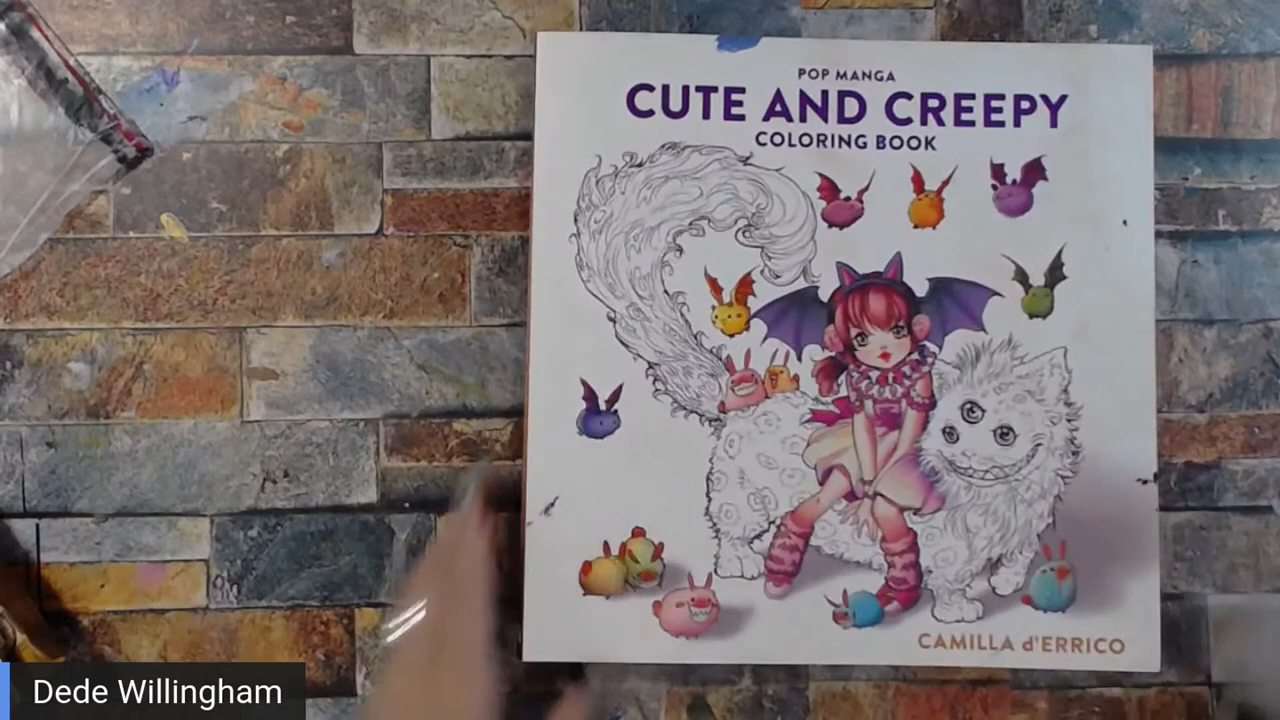 POP MANGA
CUTE AND CREEPY
COLORING BOOK
CAMILLA d'ERRICO
Dede Willingham